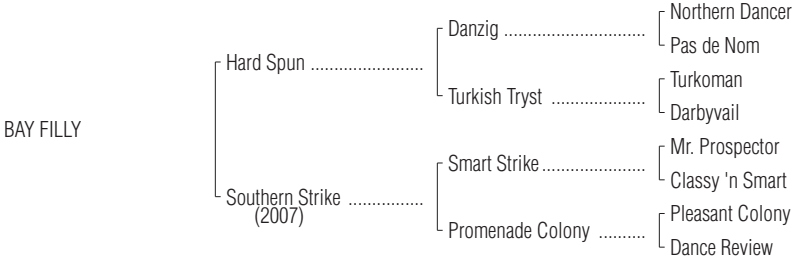 Northern Dancer
Danzig ..............................
Pas de Nom
Hard Spun ........................
Turkoman
Turkish Tryst ....................
Darbyvail
BAY FILLY
Mr. Prospector
Smart Strike......................
Classy 'n Smart
Southern Strike ................
(2007)
Pleasant Colony
Promenade Colony ..........
Dance Review